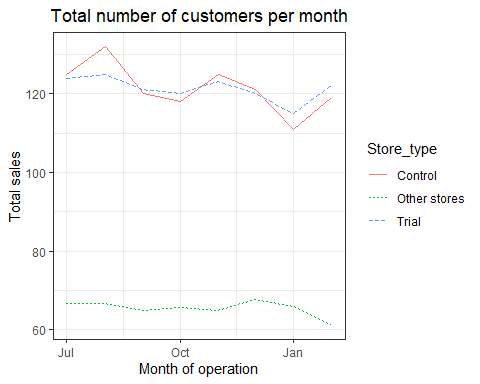 Total number of customers per month
Total sales
120
100
80
60
Jul
Oct
Jan
Month of operation
Store_type
Control
Other stores
Trial